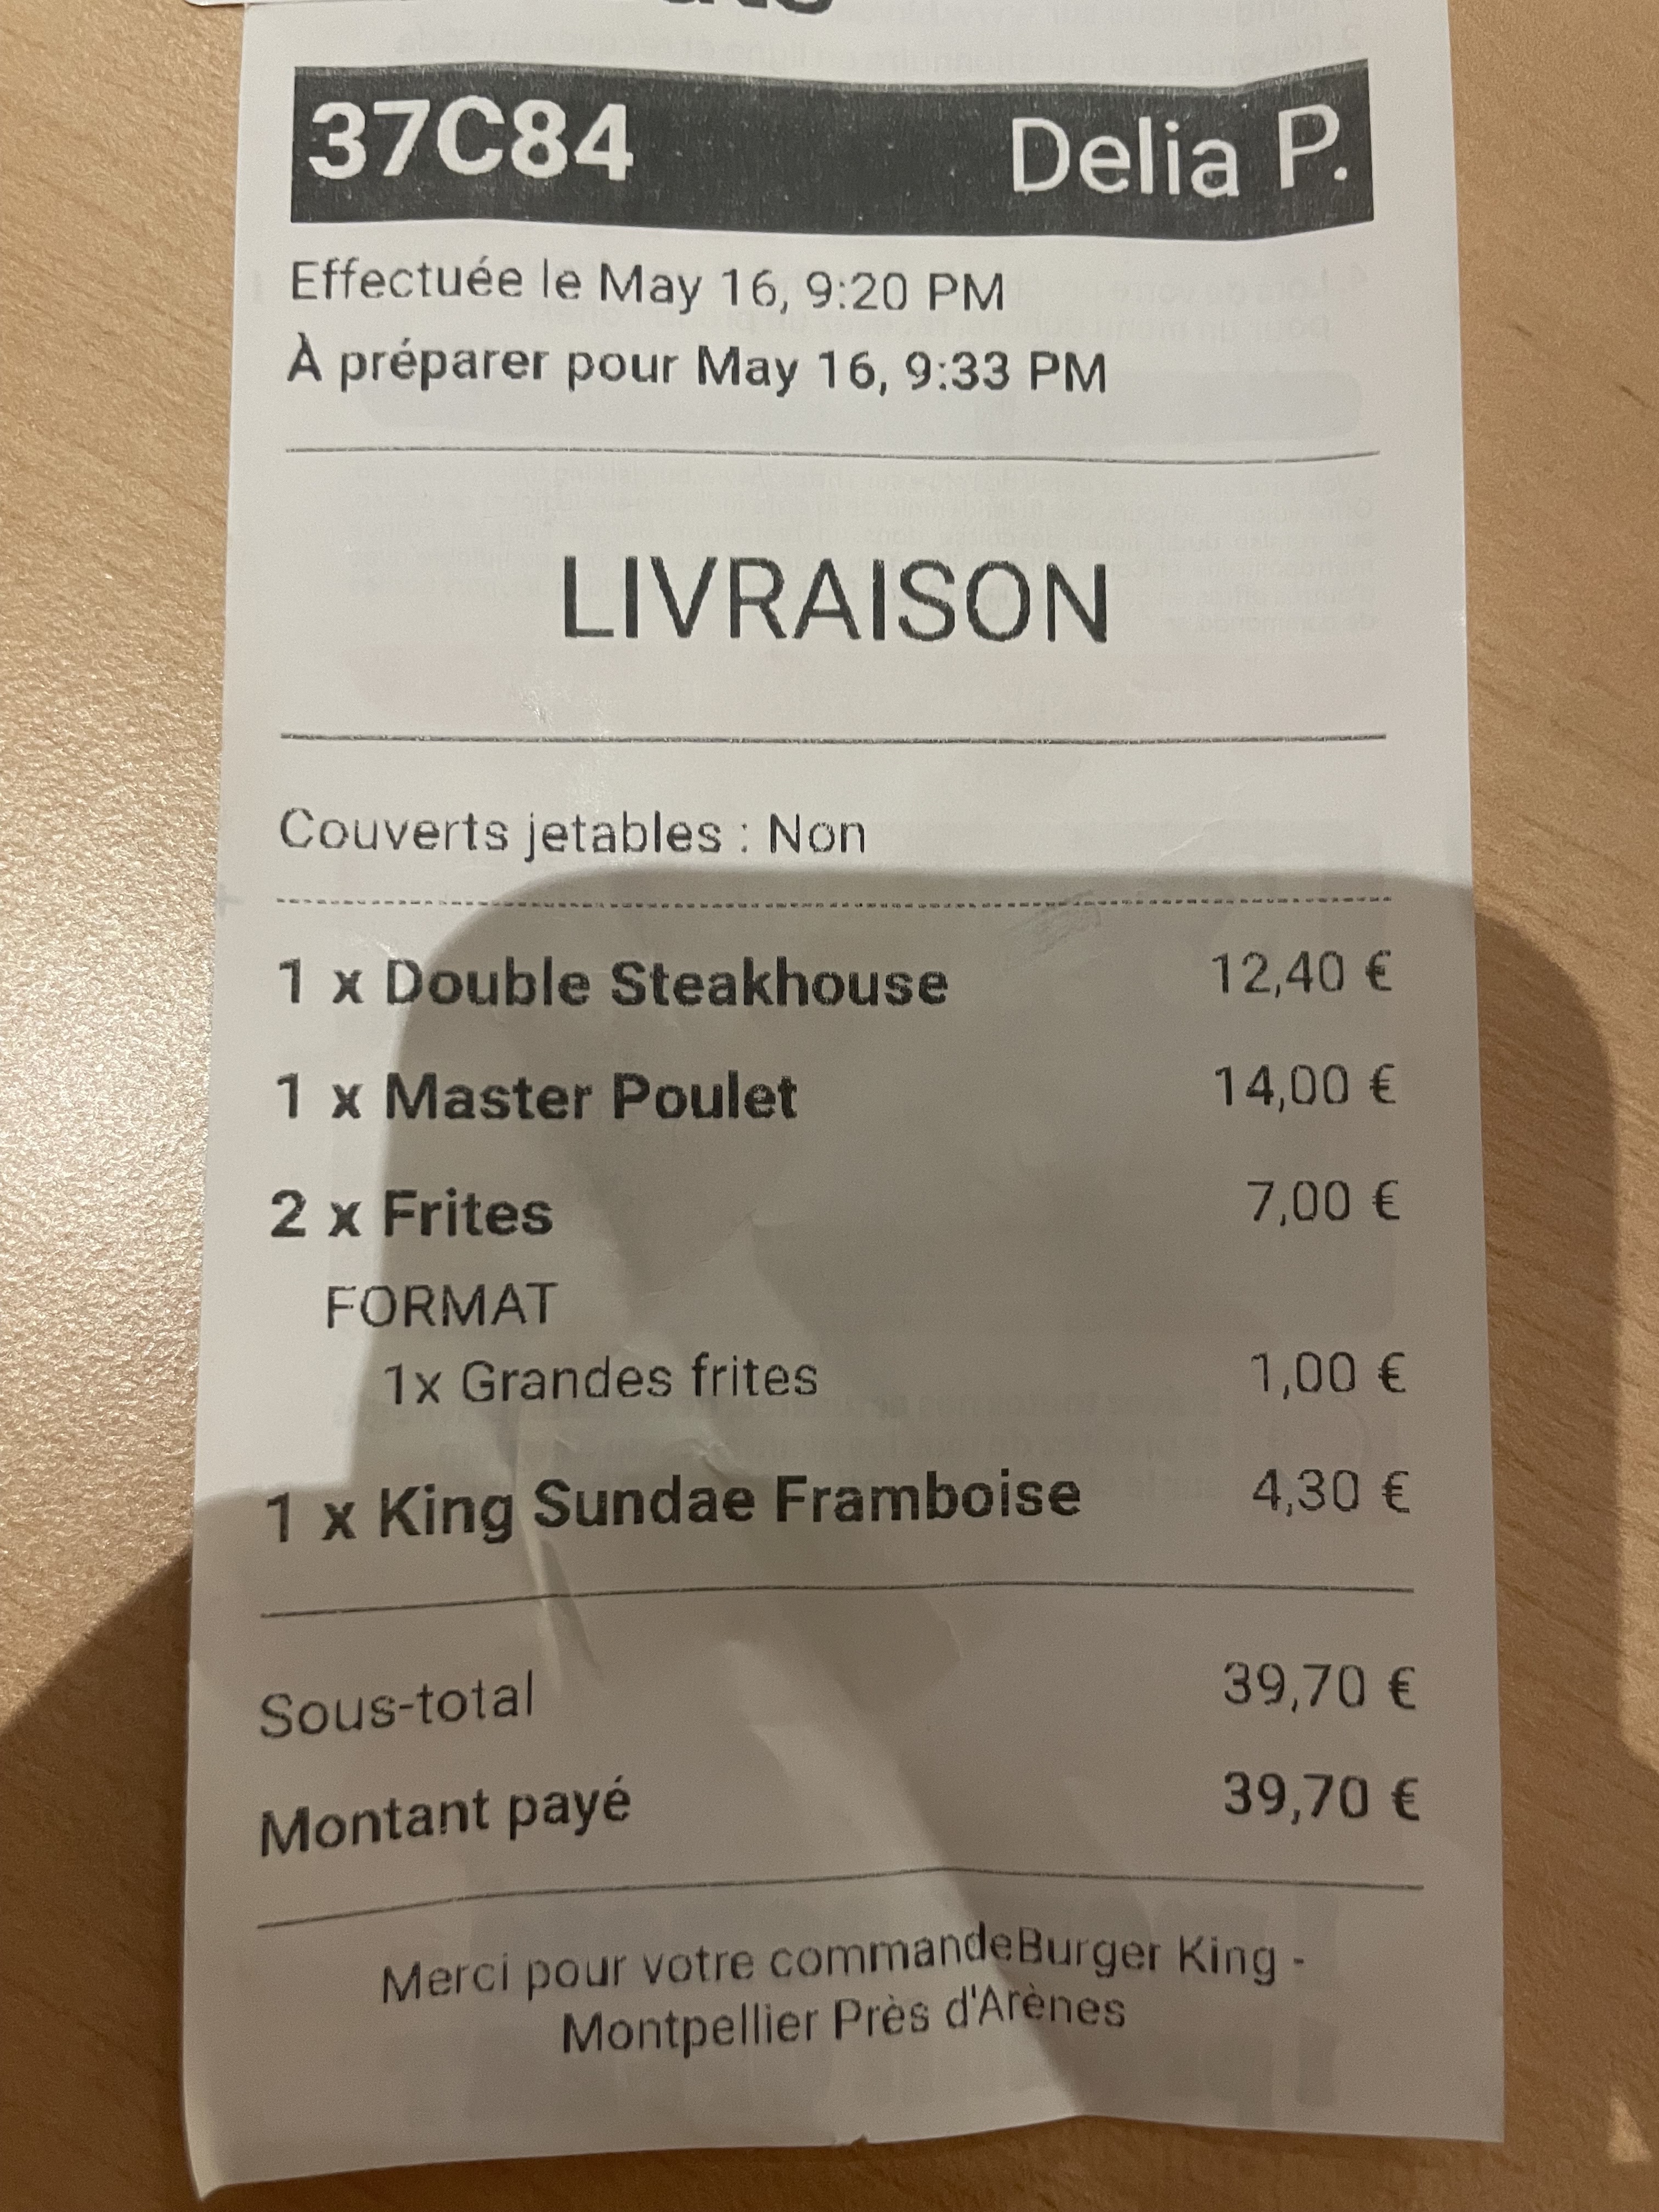 37C84 Delia P.
Effectuée le May 16, 9:20 PM
À préparer pour May 16, 9:33 PM
LIVRAISON
Couverts jetables : Non
1 x Double Steakhouse 12,40 €
1 x Master Poulet 14,00 €
2 x Frites 7,00 €
FORMAT
1x Grandes frites 1,00 €
1 x King Sundae Framboise 4,30 €
Sous-total 39,70 €
Montant payé 39,70 €
Merci pour votre commandeBurger King -
Montpellier Près d'Arènes